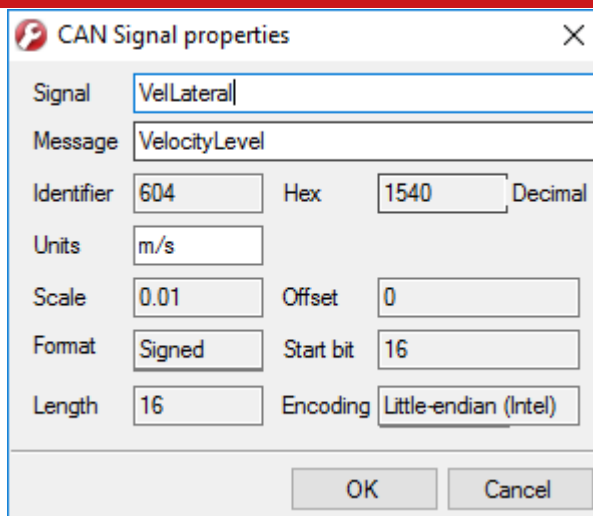 CAN Signal properties
Signal VelLateral
Message VelocityLevel
Identifier 604 Hex 1540 Decimal
Units m/s
Scale 0.01 Offset 0
Format Signed Start bit 16
Length 16 Encoding Little-endian (Intel)
OK Cancel